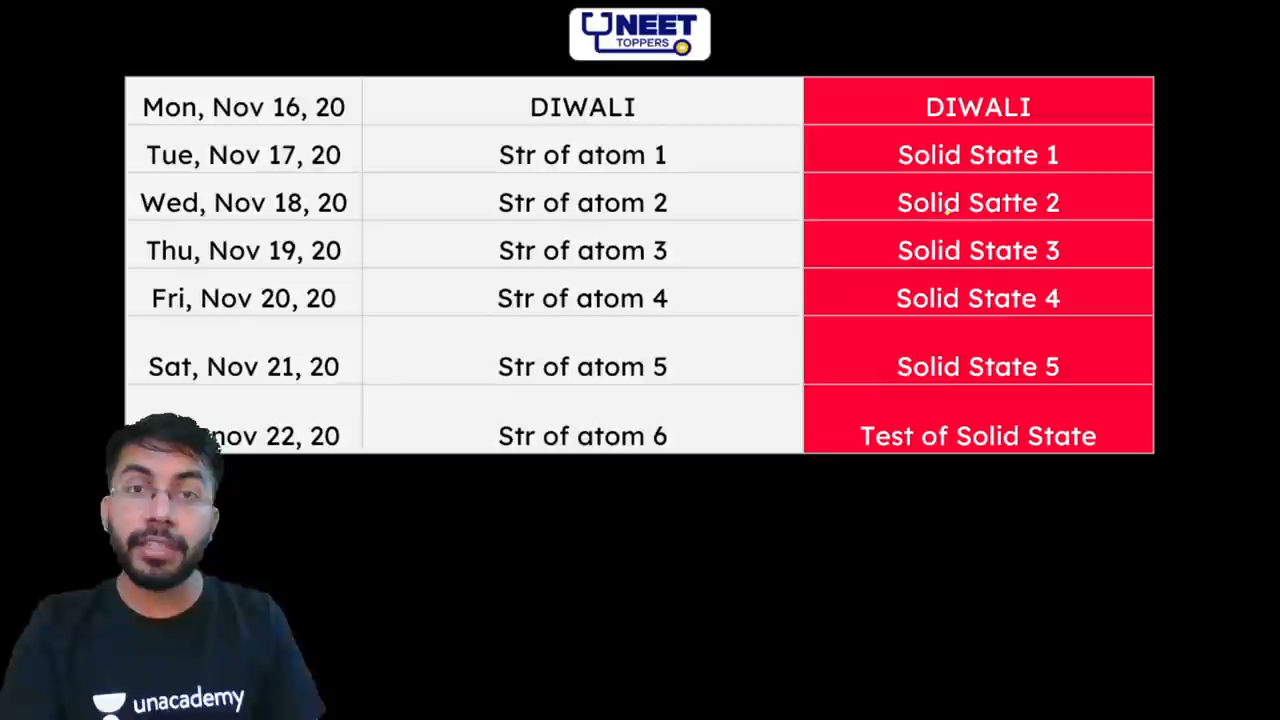 NEET
TOPPERS
Mon, Nov 16, 20 DIWALI DIWALI
Tue, Nov 17, 20 Str of atom 1 Solid State 1
Wed, Nov 18, 20 Str of atom 2 Solid Satte 2
Thu, Nov 19, 20 Str of atom 3 Solid State 3
Fri, Nov 20, 20 Str of atom 4 Solid State 4
Sat, Nov 21, 20 Str of atom 5 Solid State 5
nov 22, 20 Str of atom 6 Test of Solid State
unacademy